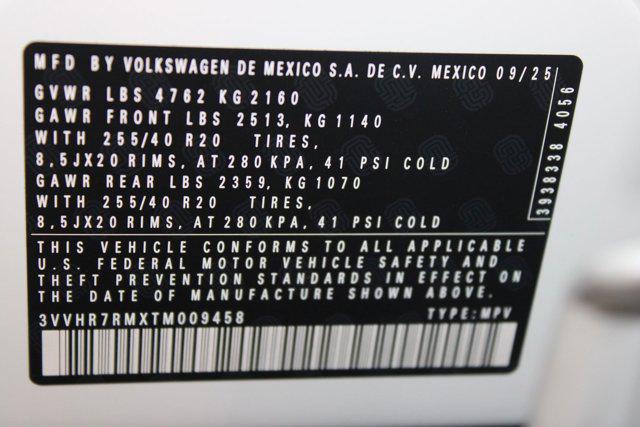 MFD BY VOLKSWAGEN DE MEXICO S.A. DE C.V. MEXICO 09/25
GVWR LBS 4762 KG 2160
GAWR FRONT LBS 2513, KG 1140
WITH 255/40 R20 TIRES,
8,5JX20 RIMS, AT 280 KPA, 41 PSI COLD
GAWR REAR LBS 2359, KG 1070
WITH 255/40 R20 TIRES,
8,5JX20 RIMS, AT 280 KPA, 41 PSI COLD
3938338 4056
THIS VEHICLE CONFORMS TO ALL APPLICABLE
U.S. FEDERAL MOTOR VEHICLE SAFETY AND
THEFT PREVENTION STANDARDS IN EFFECT ON
THE DATE OF MANUFACTURE SHOWN ABOVE.
3VVHR7RMXTM009458 TYPE: MPV